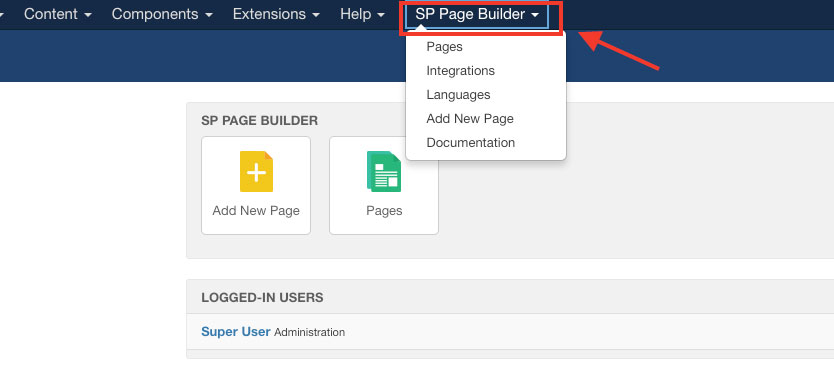 Content Components Extensions Help SP Page Builder
Pages
Integrations
Languages
Add New Page
Documentation
SP PAGE BUILDER
Add New Page Pages
LOGGED-IN USERS
Super User Administration